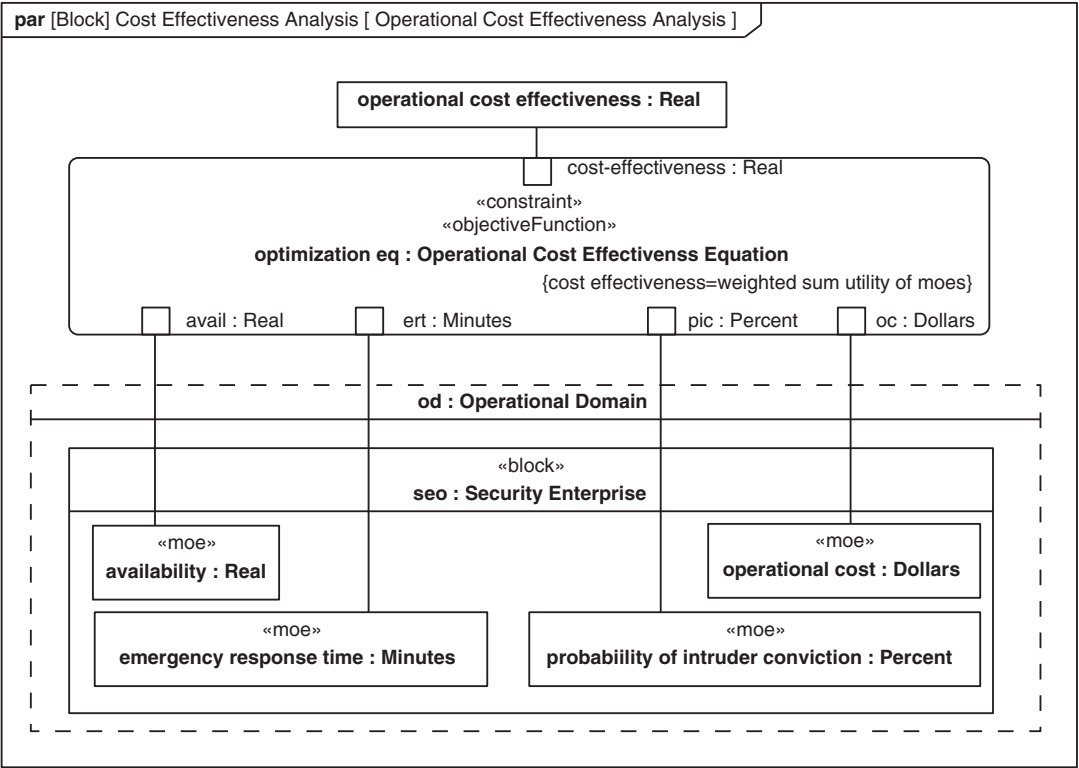 par [Block] Cost Effectiveness Analysis [ Operational Cost Effectiveness Analysis ]
operational cost effectiveness : Real
cost-effectiveness : Real
«constraint»
«objectiveFunction»
optimization eq : Operational Cost Effectivenss Equation
{cost effectiveness=weighted sum utility of moes}
avail : Real
ert : Minutes
pic : Percent
oc : Dollars
od : Operational Domain
«block»
seo : Security Enterprise
«moe»
availability : Real
«moe»
operational cost : Dollars
«moe»
emergency response time : Minutes
«moe»
probabiility of intruder conviction : Percent